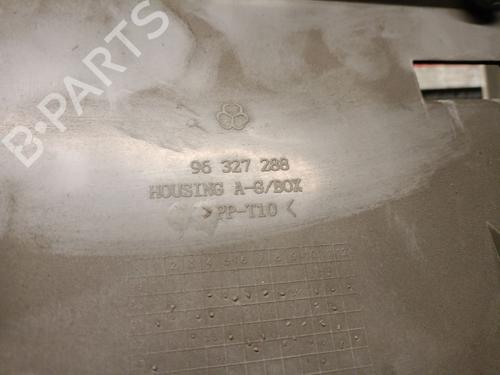 B-PARTS
96 327 288
HOUSING A-G/BOX
>PP-T10<